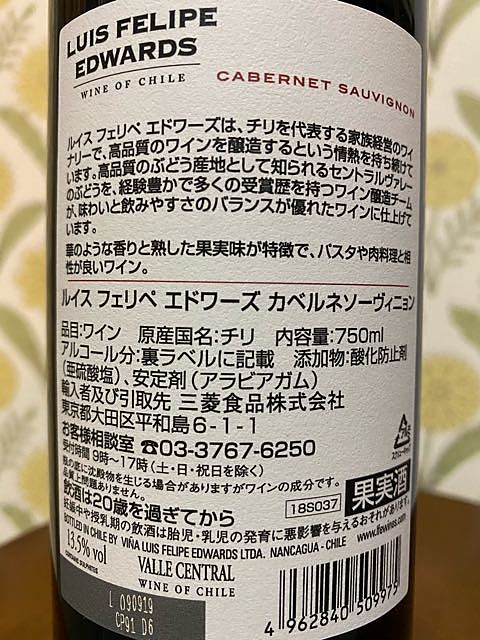 LUIS FELIPE
EDWARDS
WINE OF CHILE
CABERNET SAUVIGNON
ルイス フェリペ エドワーズは、チリを代表する家族経営のワイ
ナリーで、高品質のワインを醸造するという情熱を持ち続けて
います。高品質のぶどう産地として知られるセントラルヴァレー
のぶどうを、経験豊かで多くの受賞歴を持つワイン醸造チーム
が、味わいと飲みやすさのバランスが優れたワインに仕上げて
います。
華のような香りと熟した果実味が特徴で、パスタや肉料理と相
性が良いワイン。
ルイス フェリペ エドワーズ カベルネソーヴィニョン
品目:ワイン 原産国名:チリ 内容量:750ml
アルコール分:裏ラベルに記載 添加物:酸化防止剤
(亜硫酸塩)、安定剤(アラビアガム)
輸入者及び引取先 三菱食品株式会社
東京都大田区平和島6-1-1
お客様相談室 ☎03-3767-6250
受付時間 9時~17時(土・日・祝日を除く)
瓶の底に沈殿物を生じる場合がありますがワインの成分です。
品質上問題ありません。
18S037
果実酒
飲酒は20歳を過ぎてから
妊娠中や授乳期の飲酒は胎児・乳児の発育に悪影響を与えるおそれがあります。
BOTTLED IN CHILE BY VIÑA LUIS FELIPE EDWARDS LTDA. NANCAGUA - CHILE
www.lfewines.com
13.5% vol
VALLE CENTRAL
WINE OF CHILE
L 090919
CP91 D6
4 962840 509975